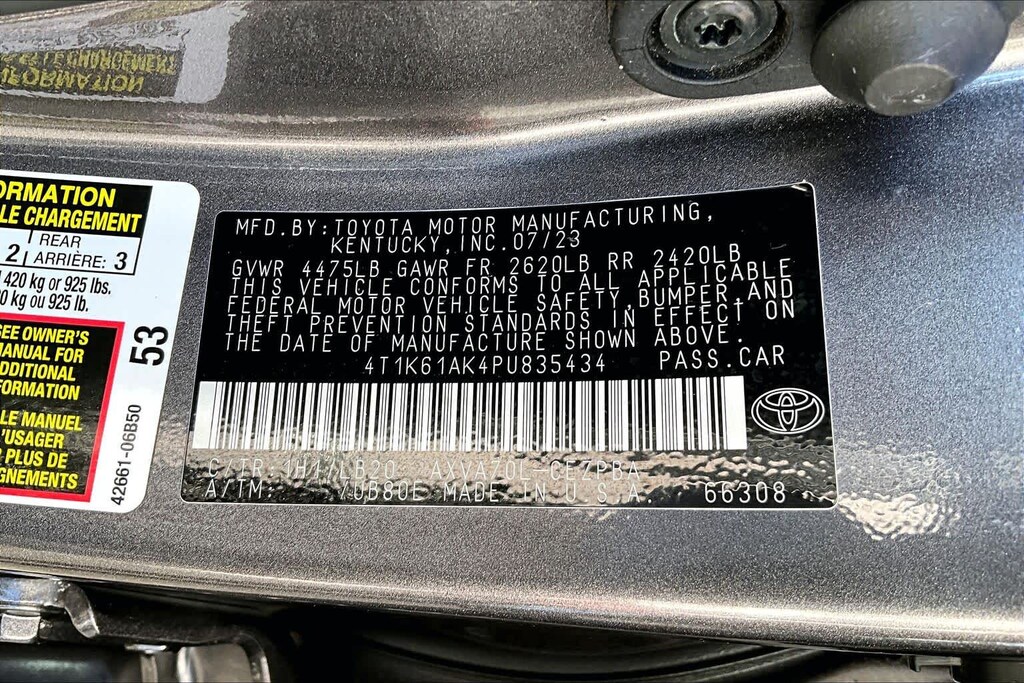 ORMATION
LE CHARGEMENT
2 REAR
ARRIÈRE: 3
420 kg or 925 lbs.
0 kg ou 925 lb.
SEE OWNER'S
MANUAL FOR
ADDITIONAL
FORMATION
LE MANUEL
'USAGER
PLUS DE
GNEMENTS
53
42661-06B50
MFD.BY:TOYOTA MOTOR MANUFACTURING,
KENTUCKY,INC.07/23
GVWR 4475LB GAWR FR 2620LB RR 2420LB
THIS VEHICLE CONFORMS TO ALL APPLICABLE
FEDERAL MOTOR VEHICLE SAFETY,BUMPER,AND
THEFT PREVENTION STANDARDS IN EFFECT ON
THE DATE OF MANUFACTURE SHOWN ABOVE.
4T1K61AK4PU835434 PASS.CAR
C/TR:1H17LB20 AXVA70L-CEZPBA
A/TM: /UB80E MADE IN U.S.A 66308